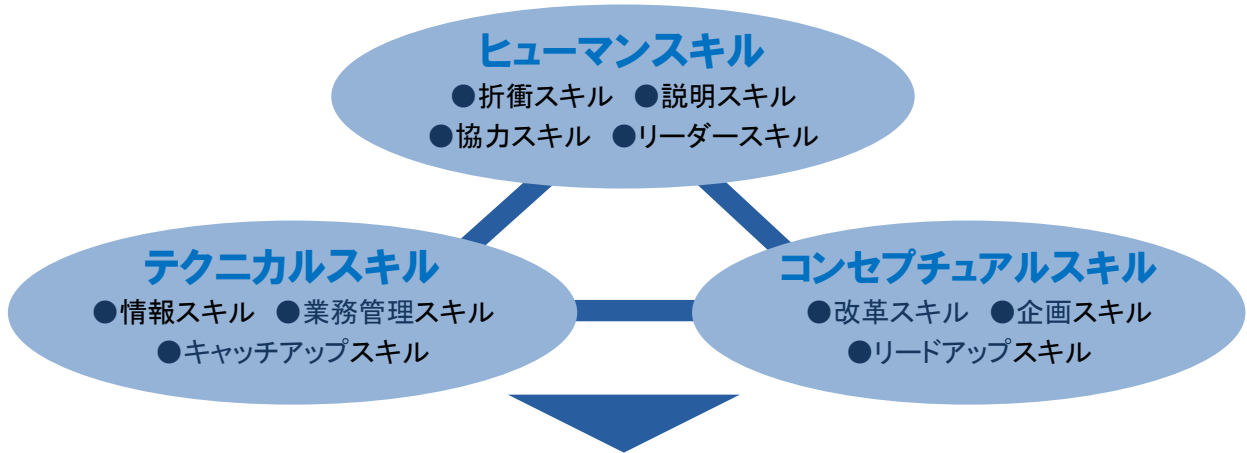 ヒューマンスキル
●折衝スキル ●説明スキル
●協力スキル ●リーダースキル
テクニカルスキル
●情報スキル ●業務管理スキル
●キャッチアップスキル
コンセプチュアルスキル
●改革スキル ●企画スキル
●リードアップスキル